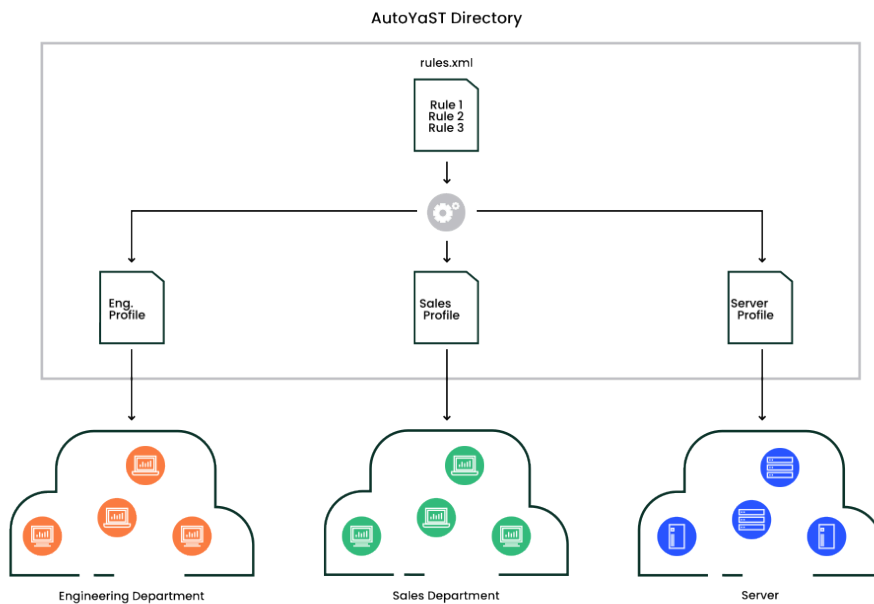 AutoYaST Directory
rules.xml
Rule 1
Rule 2
Rule 3
Eng.
Profile
Sales
Profile
Server
Profile
Engineering Department
Sales Department
Server